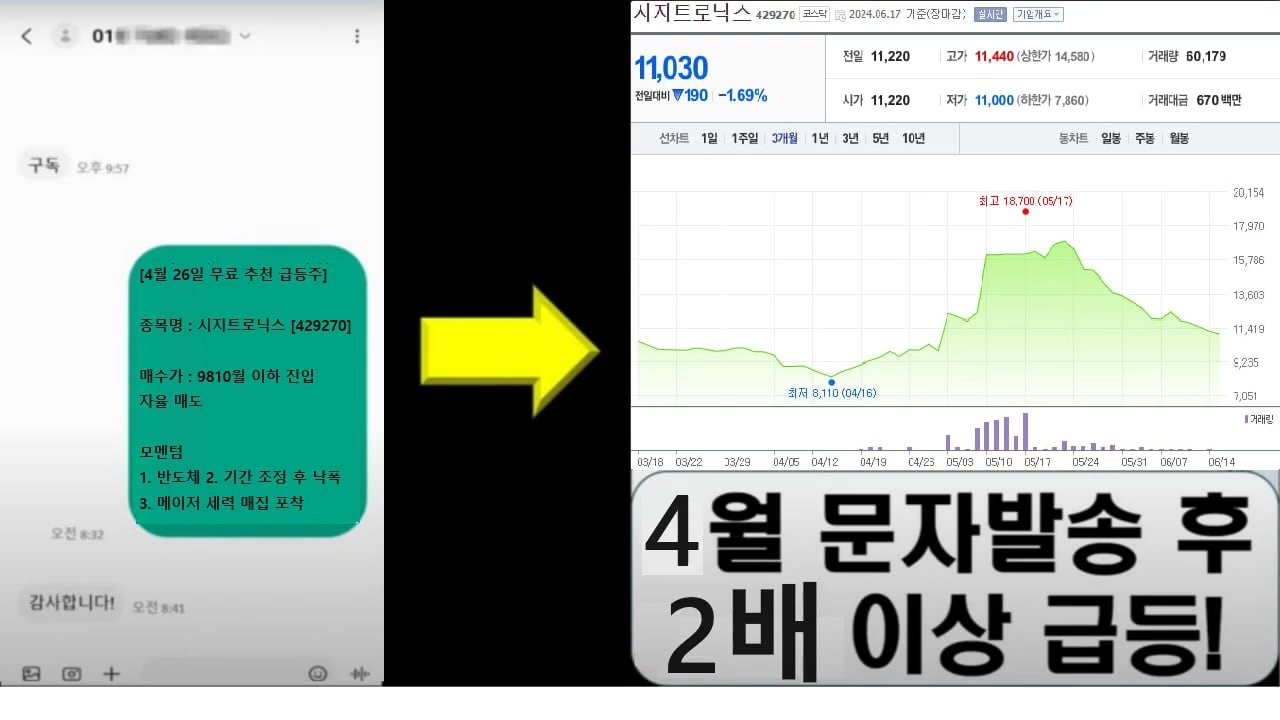 01
구독 오후 9:57
[4월 26일 무료 추천 급등주]
종목명 : 시지트로닉스 [429270]
매수가 : 9810월 이하 진입
자율 매도
모멘텀
1. 반도체 2. 기간 조정 후 낙폭
3. 메이저 세력 매집 포착
오전 8:32
감사합니다! 오전 8:41
시지트로닉스 429270 코스닥 2024.06.17 기준(장마감) 실시간 기업개요
11,030
전일대비 ▼190 -1.69%
전일 11,220 고가 11,440 (상한가 14,580) 거래량 60,179
시가 11,220 저가 11,000 (하한가 7,860) 거래대금 670 백만
선차트 1일 1주일 3개월 1년 3년 5년 10년 봉차트 일봉 주봉 월봉
최고 18,700 (05/17)
최저 8,110 (04/16)
20,154
17,970
15,786
13,603
11,419
9,235
7,051
거래량
03/18 03/22 03/29 04/05 04/12 04/19 04/26 05/03 05/10 05/17 05/24 05/31 06/07 06/14
4월 문자발송 후
2배 이상 급등!